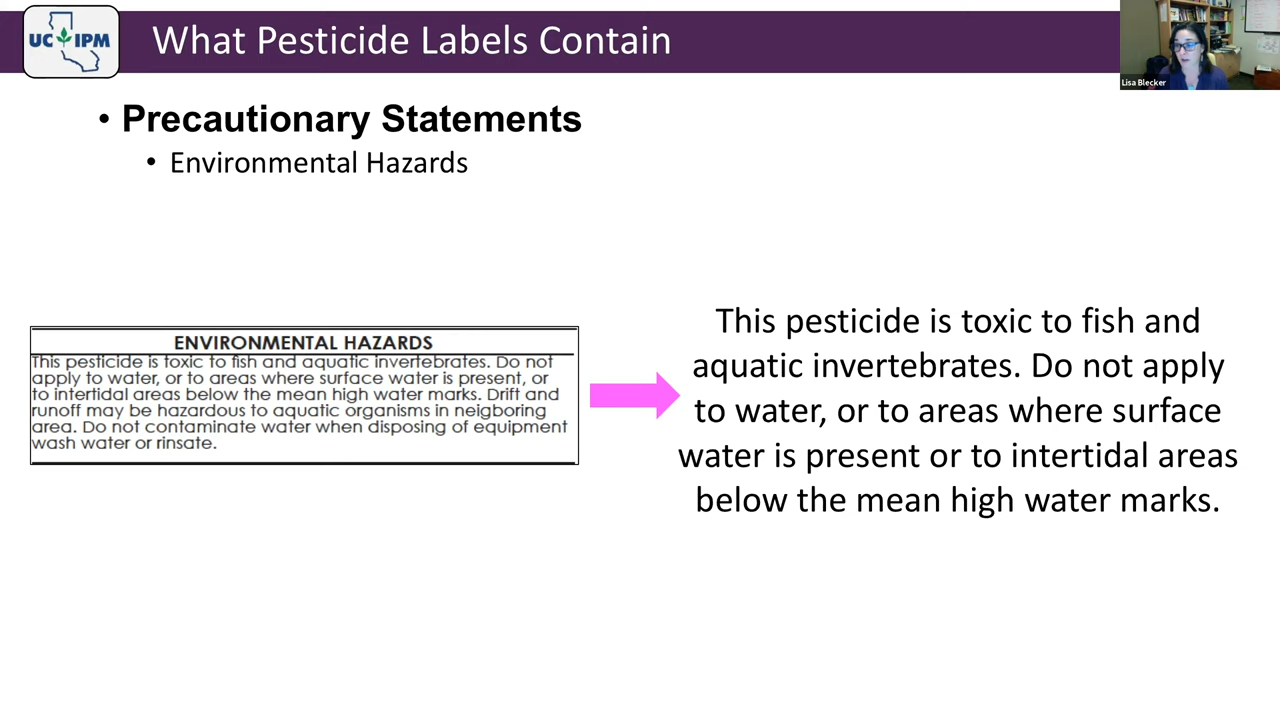 UC IPM
What Pesticide Labels Contain
Lisa Blecker
• Precautionary Statements
• Environmental Hazards
ENVIRONMENTAL HAZARDS
This pesticide is toxic to fish and aquatic invertebrates. Do not
apply to water, or to areas where surface water is present, or
to intertidal areas below the mean high water marks. Drift and
runoff may be hazardous to aquatic organisms in neigboring
area. Do not contaminate water when disposing of equipment
wash water or rinsate.
This pesticide is toxic to fish and
aquatic invertebrates. Do not apply
to water, or to areas where surface
water is present or to intertidal areas
below the mean high water marks.